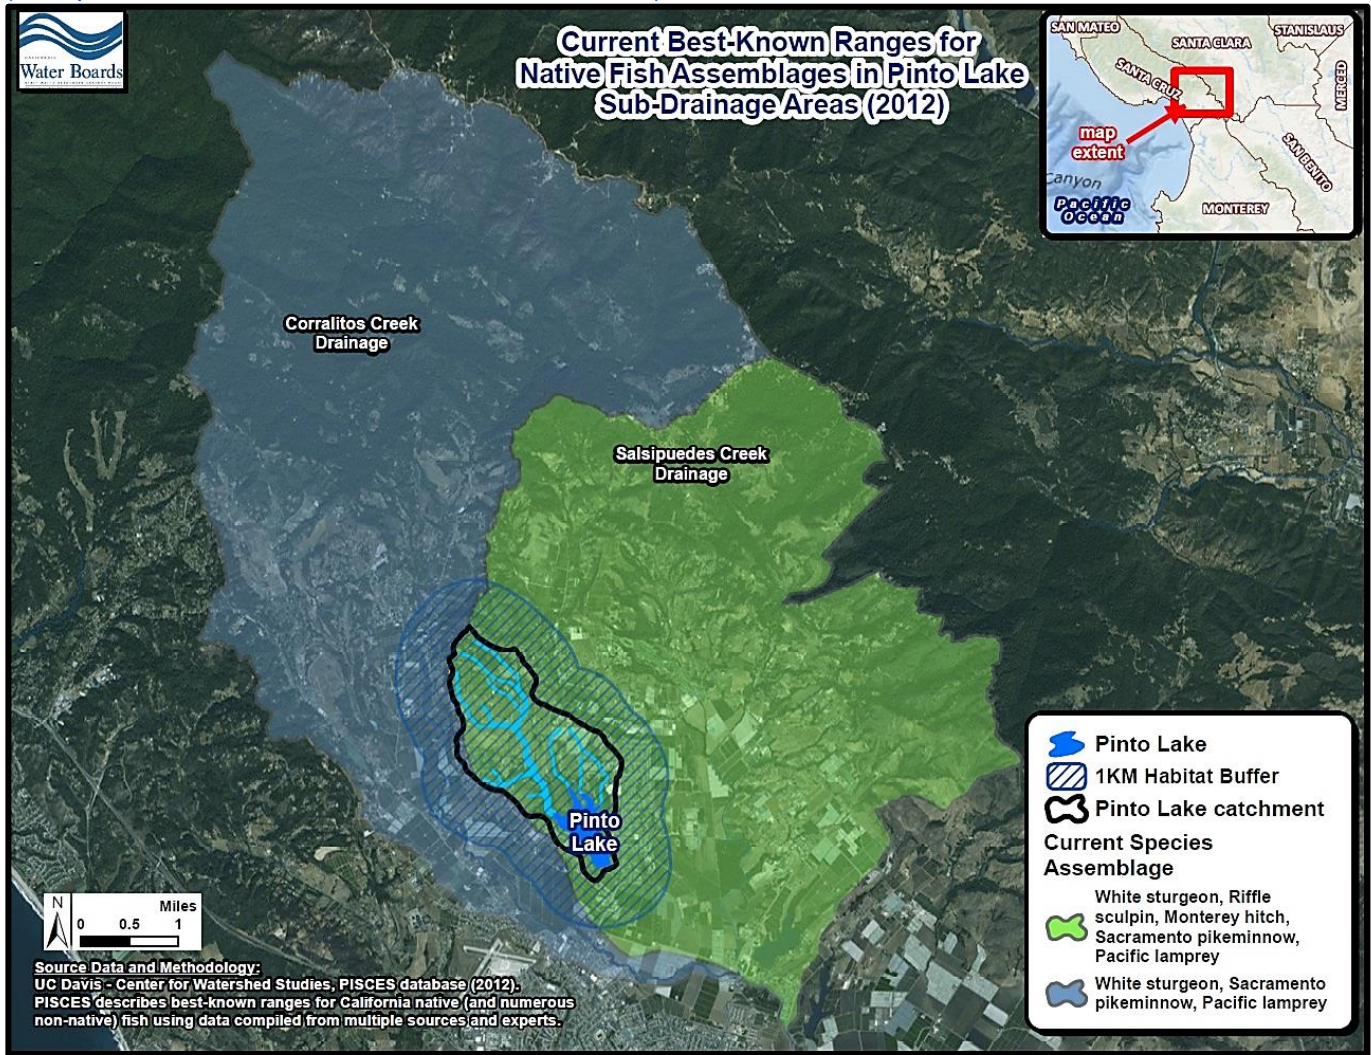 CALIFORNIA
Water Boards
Current Best-Known Ranges for
Native Fish Assemblages in Pinto Lake
Sub-Drainage Areas (2012)
SAN MATEO
SANTA CLARA
STANISLAUS
SANTA CRUZ
MERCED
map
extent
SAN BENITO
Canyon
Pacific
Ocean
MONTEREY
Corralitos Creek
Drainage
Salsipuedes Creek
Drainage
Pinto
Lake
Pinto Lake
1KM Habitat Buffer
Pinto Lake catchment
Current Species
Assemblage
White sturgeon, Riffle
sculpin, Monterey hitch,
Sacramento pikeminnow,
Pacific lamprey
White sturgeon, Sacramento
pikeminnow, Pacific lamprey
N
Miles
0 0.5 1
Source Data and Methodology:
UC Davis - Center for Watershed Studies, PISCES database (2012).
PISCES describes best-known ranges for California native (and numerous
non-native) fish using data compiled from multiple sources and experts.